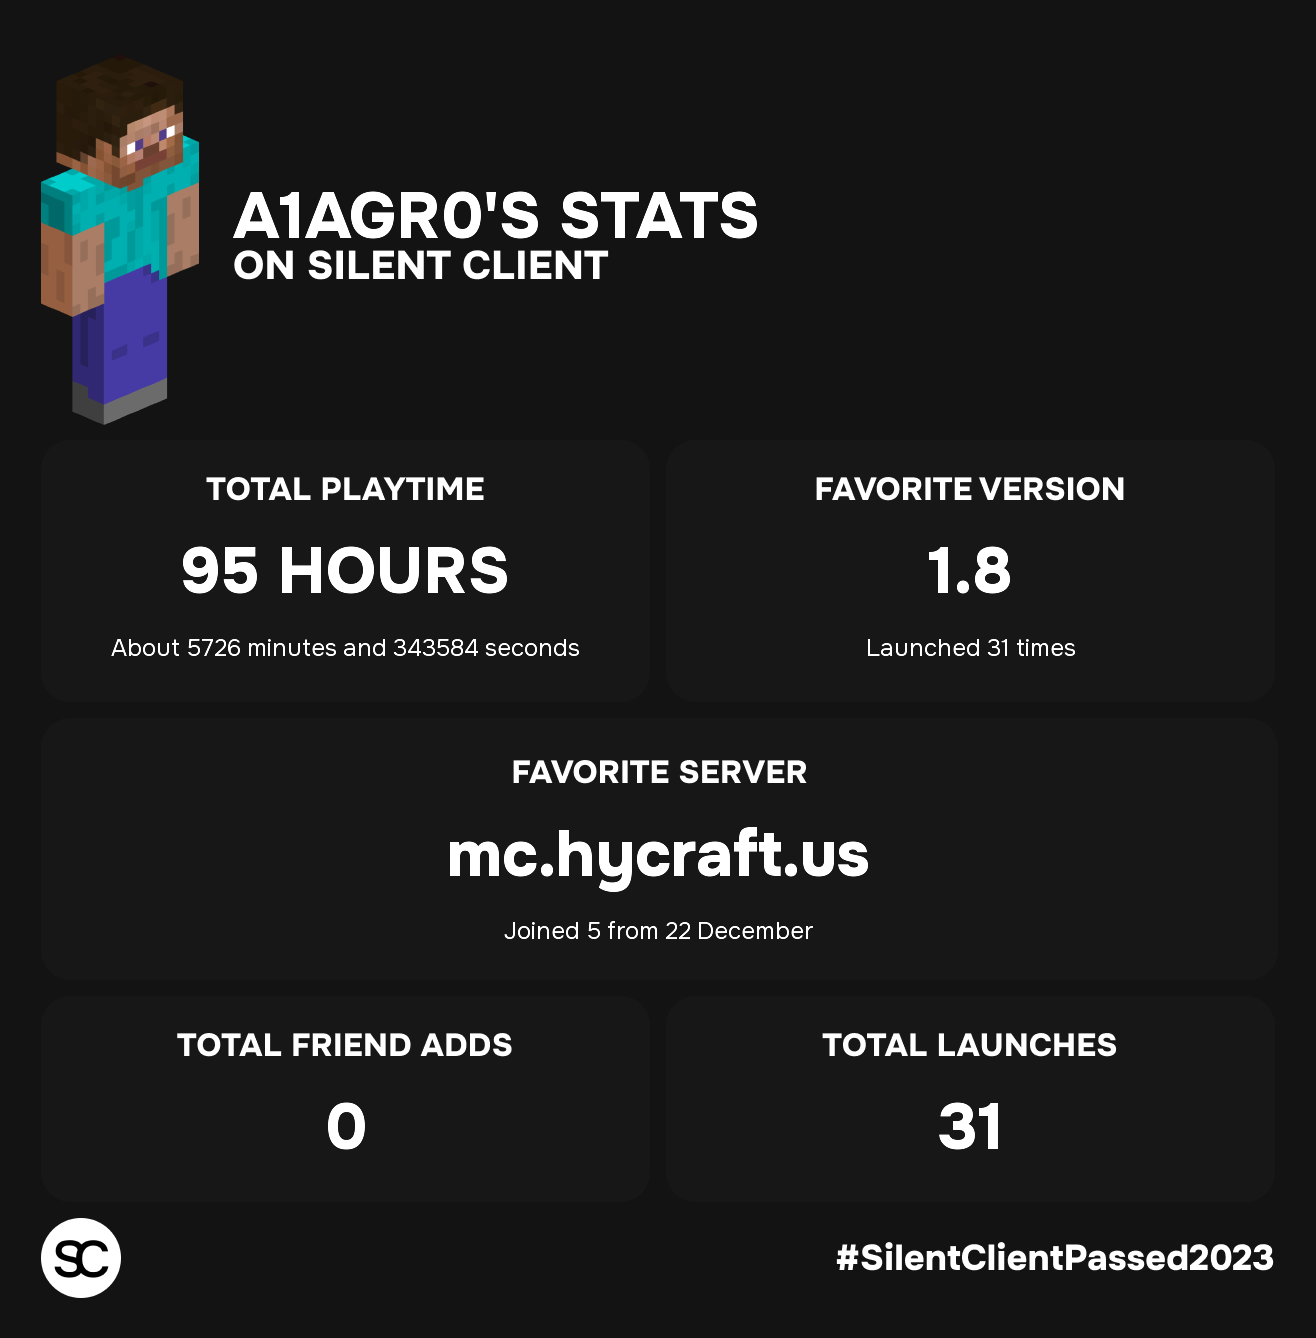 A1AGR0'S STATS
ON SILENT CLIENT
TOTAL PLAYTIME
95 HOURS
About 5726 minutes and 343584 seconds
FAVORITE VERSION
1.8
Launched 31 times
FAVORITE SERVER
mc.hycraft.us
Joined 5 from 22 December
TOTAL FRIEND ADDS
0
TOTAL LAUNCHES
31
SC
#SilentClientPassed2023